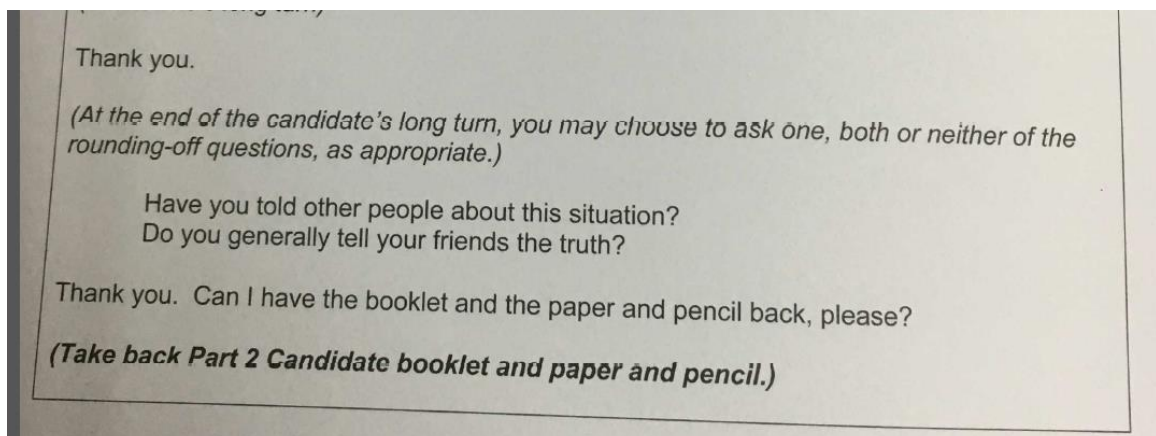 Thank you.
(At the end of the candidate's long turn, you may choose to ask one, both or neither of the
rounding-off questions, as appropriate.)
Have you told other people about this situation?
Do you generally tell your friends the truth?
Thank you. Can I have the booklet and the paper and pencil back, please?
(Take back Part 2 Candidate booklet and paper and pencil.)